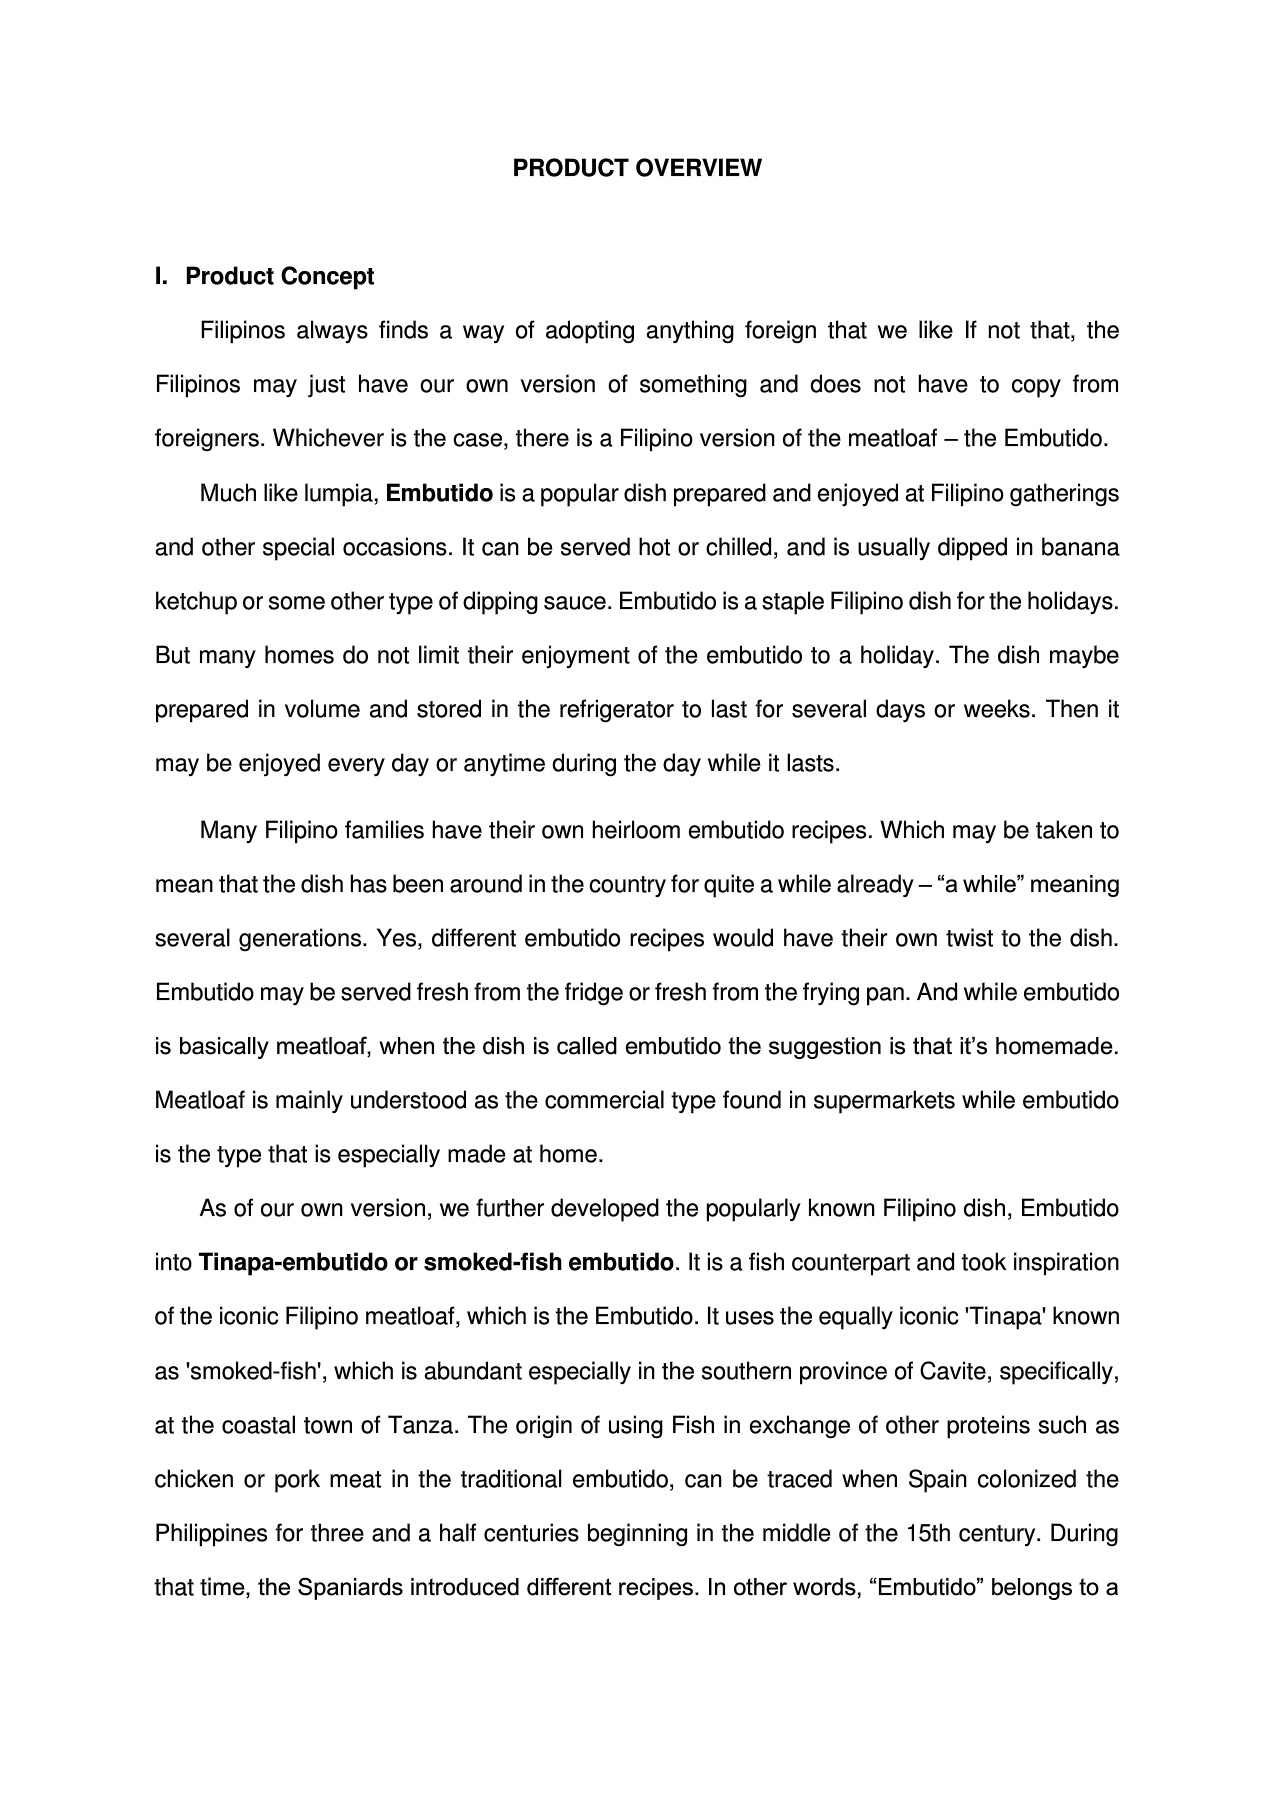 PRODUCT OVERVIEW
I. Product Concept
Filipinos always finds a way of adopting anything foreign that we like If not that, the
Filipinos may just have our own version of something and does not have to copy from
foreigners. Whichever is the case, there is a Filipino version of the meatloaf – the Embutido.
Much like lumpia, Embutido is a popular dish prepared and enjoyed at Filipino gatherings
and other special occasions. It can be served hot or chilled, and is usually dipped in banana
ketchup or some other type of dipping sauce. Embutido is a staple Filipino dish for the holidays.
But many homes do not limit their enjoyment of the embutido to a holiday. The dish maybe
prepared in volume and stored in the refrigerator to last for several days or weeks. Then it
may be enjoyed every day or anytime during the day while it lasts.
Many Filipino families have their own heirloom embutido recipes. Which may be taken to
mean that the dish has been around in the country for quite a while already – “a while” meaning
several generations. Yes, different embutido recipes would have their own twist to the dish.
Embutido may be served fresh from the fridge or fresh from the frying pan. And while embutido
is basically meatloaf, when the dish is called embutido the suggestion is that it’s homemade.
Meatloaf is mainly understood as the commercial type found in supermarkets while embutido
is the type that is especially made at home.
As of our own version, we further developed the popularly known Filipino dish, Embutido
into Tinapa-embutido or smoked-fish embutido. It is a fish counterpart and took inspiration
of the iconic Filipino meatloaf, which is the Embutido. It uses the equally iconic 'Tinapa' known
as 'smoked-fish', which is abundant especially in the southern province of Cavite, specifically,
at the coastal town of Tanza. The origin of using Fish in exchange of other proteins such as
chicken or pork meat in the traditional embutido, can be traced when Spain colonized the
Philippines for three and a half centuries beginning in the middle of the 15th century. During
that time, the Spaniards introduced different recipes. In other words, “Embutido” belongs to a